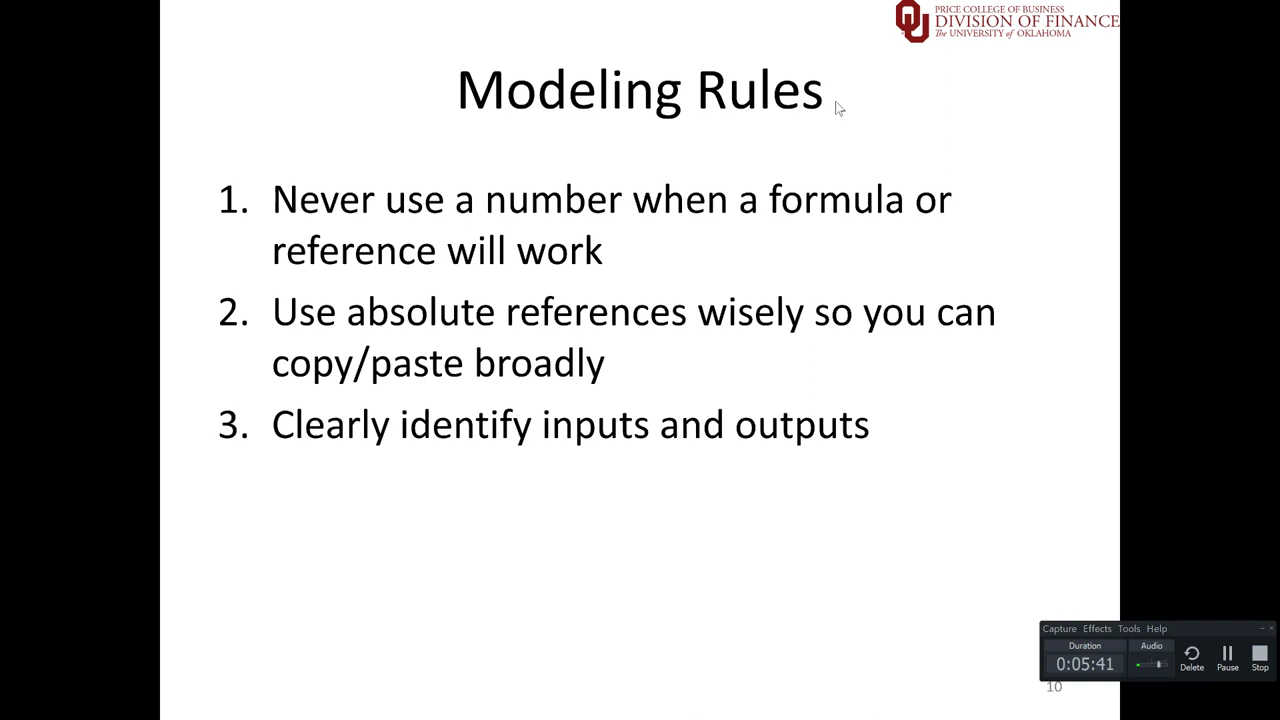 PRICE COLLEGE OF BUSINESS
DIVISION OF FINANCE
The UNIVERSITY of OKLAHOMA
Modeling Rules
1. Never use a number when a formula or
reference will work
2. Use absolute references wisely so you can
copy/paste broadly
3. Clearly identify inputs and outputs
Capture Effects Tools Help
Duration Audio
0:05:41 Delete Pause Stop
10